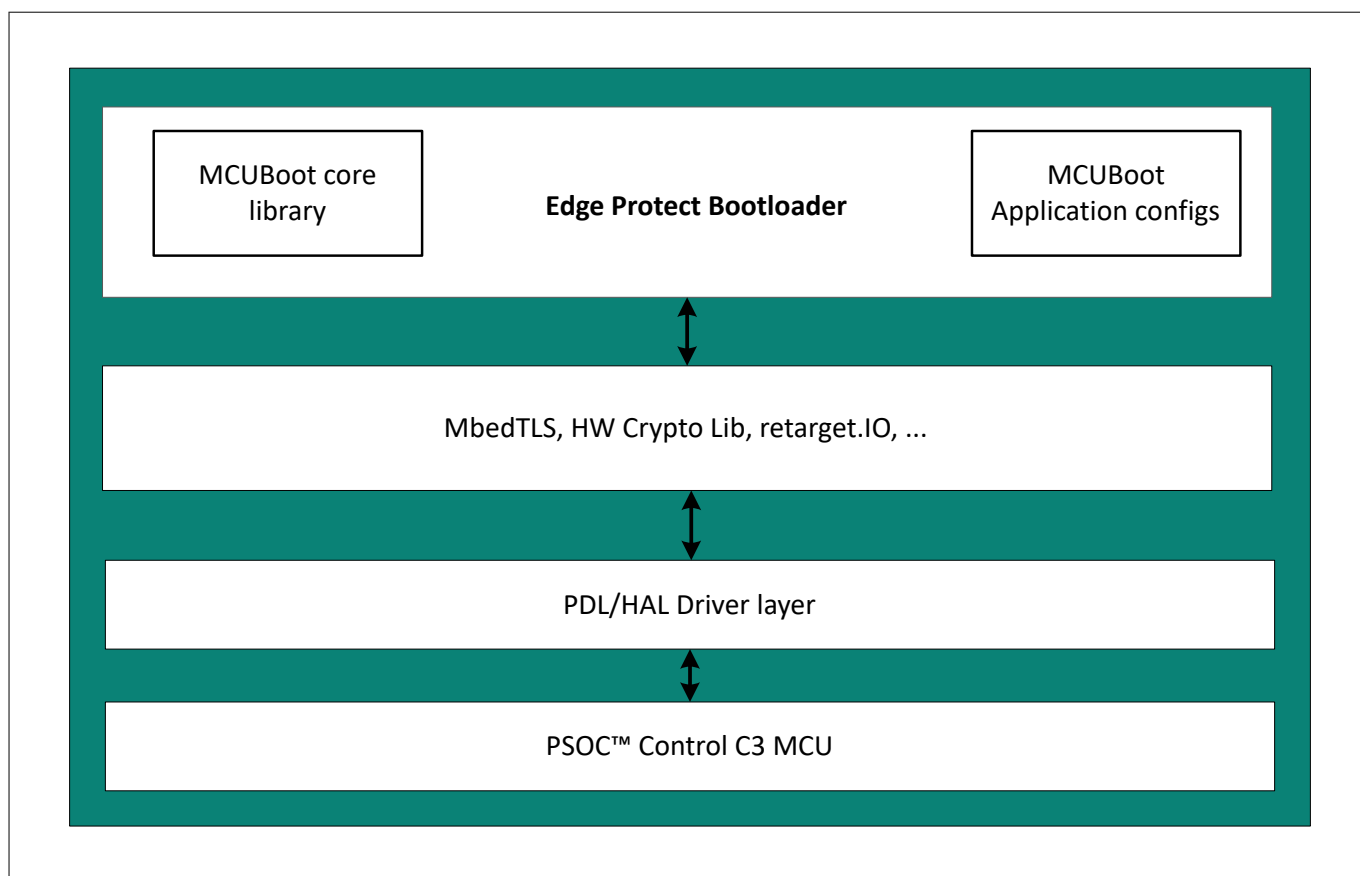 MCUBoot core
library
Edge Protect Bootloader
MCUBoot
Application configs
MbedTLS, HW Crypto Lib, retarget.IO, ...
PDL/HAL Driver layer
PSOC™ Control C3 MCU